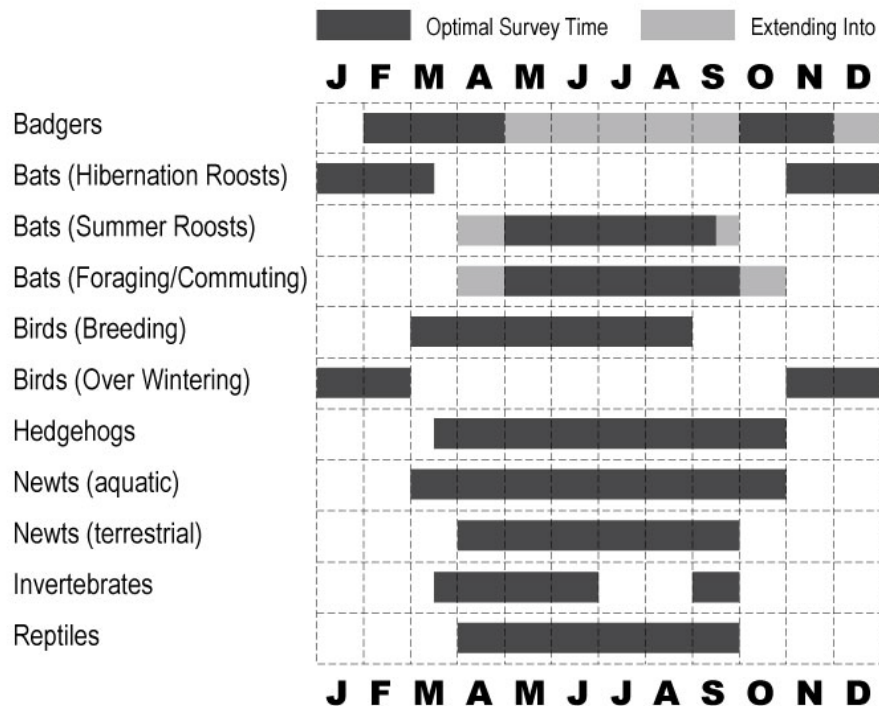 Optimal Survey Time Extending Into
J F M A M J J A S O N D
Badgers
Bats (Hibernation Roosts)
Bats (Summer Roosts)
Bats (Foraging/Commuting)
Birds (Breeding)
Birds (Over Wintering)
Hedgehogs
Newts (aquatic)
Newts (terrestrial)
Invertebrates
Reptiles
J F M A M J J A S O N D